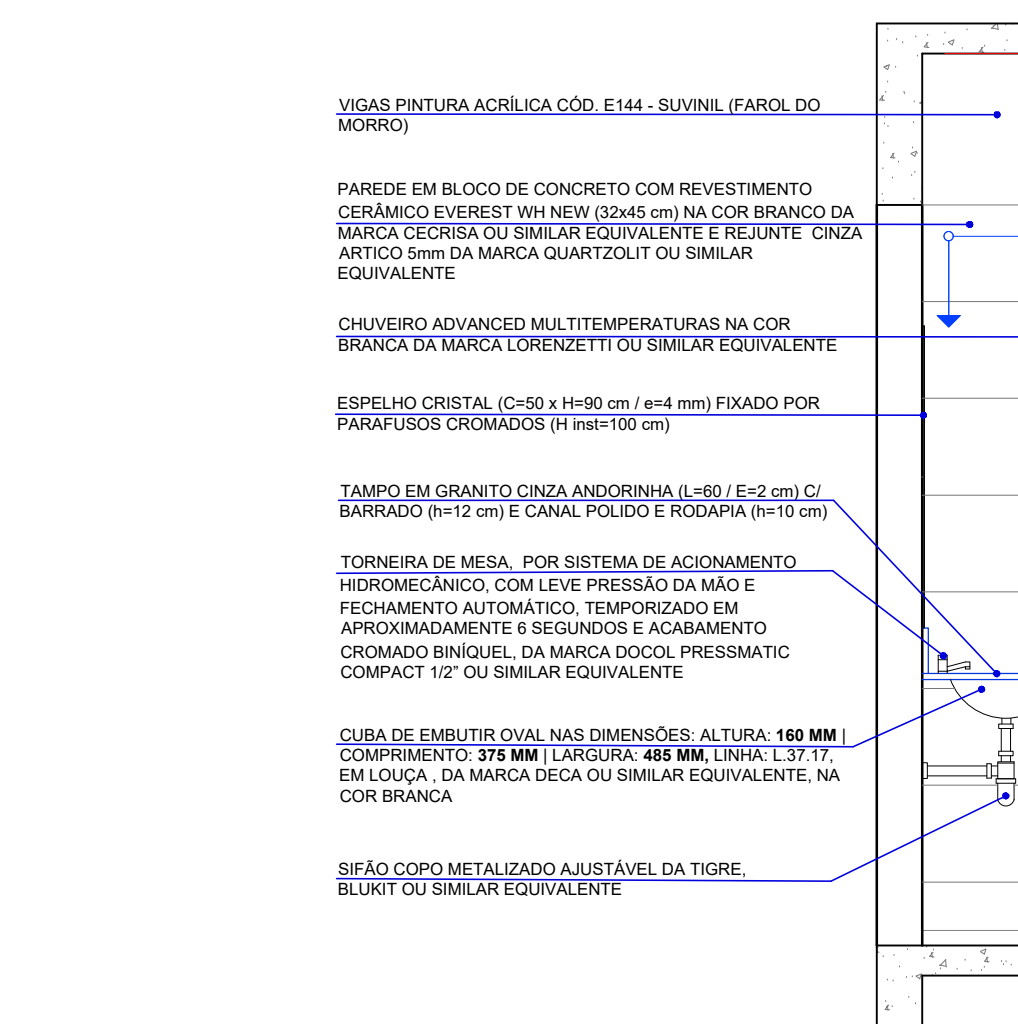 VIGAS PINTURA ACRÍLICA CÓD. E144 - SUVINIL (FAROL DO
MORRO)
PAREDE EM BLOCO DE CONCRETO COM REVESTIMENTO
CERÂMICO EVEREST WH NEW (32x45 cm) NA COR BRANCO DA
MARCA CECRISA OU SIMILAR EQUIVALENTE E REJUNTE CINZA
ARTICO 5mm DA MARCA QUARTZOLIT OU SIMILAR
EQUIVALENTE
CHUVEIRO ADVANCED MULTITEMPERATURAS NA COR
BRANCA DA MARCA LORENZETTI OU SIMILAR EQUIVALENTE
ESPELHO CRISTAL (C=50 x H=90 cm / e=4 mm) FIXADO POR
PARAFUSOS CROMADOS (H inst=100 cm)
TAMPO EM GRANITO CINZA ANDORINHA (L=60 / E=2 cm) C/
BARRADO (h=12 cm) E CANAL POLIDO E RODAPIA (h=10 cm)
TORNEIRA DE MESA, POR SISTEMA DE ACIONAMENTO
HIDROMECÂNICO, COM LEVE PRESSÃO DA MÃO E
FECHAMENTO AUTOMÁTICO, TEMPORIZADO EM
APROXIMADAMENTE 6 SEGUNDOS E ACABAMENTO
CROMADO BINÍQUEL, DA MARCA DOCOL PRESSMATIC
COMPACT 1/2” OU SIMILAR EQUIVALENTE
CUBA DE EMBUTIR OVAL NAS DIMENSÕES: ALTURA: 160 MM |
COMPRIMENTO: 375 MM | LARGURA: 485 MM, LINHA: L.37.17,
EM LOUÇA , DA MARCA DECA OU SIMILAR EQUIVALENTE, NA
COR BRANCA
SIFÃO COPO METALIZADO AJUSTÁVEL DA TIGRE,
BLUKIT OU SIMILAR EQUIVALENTE